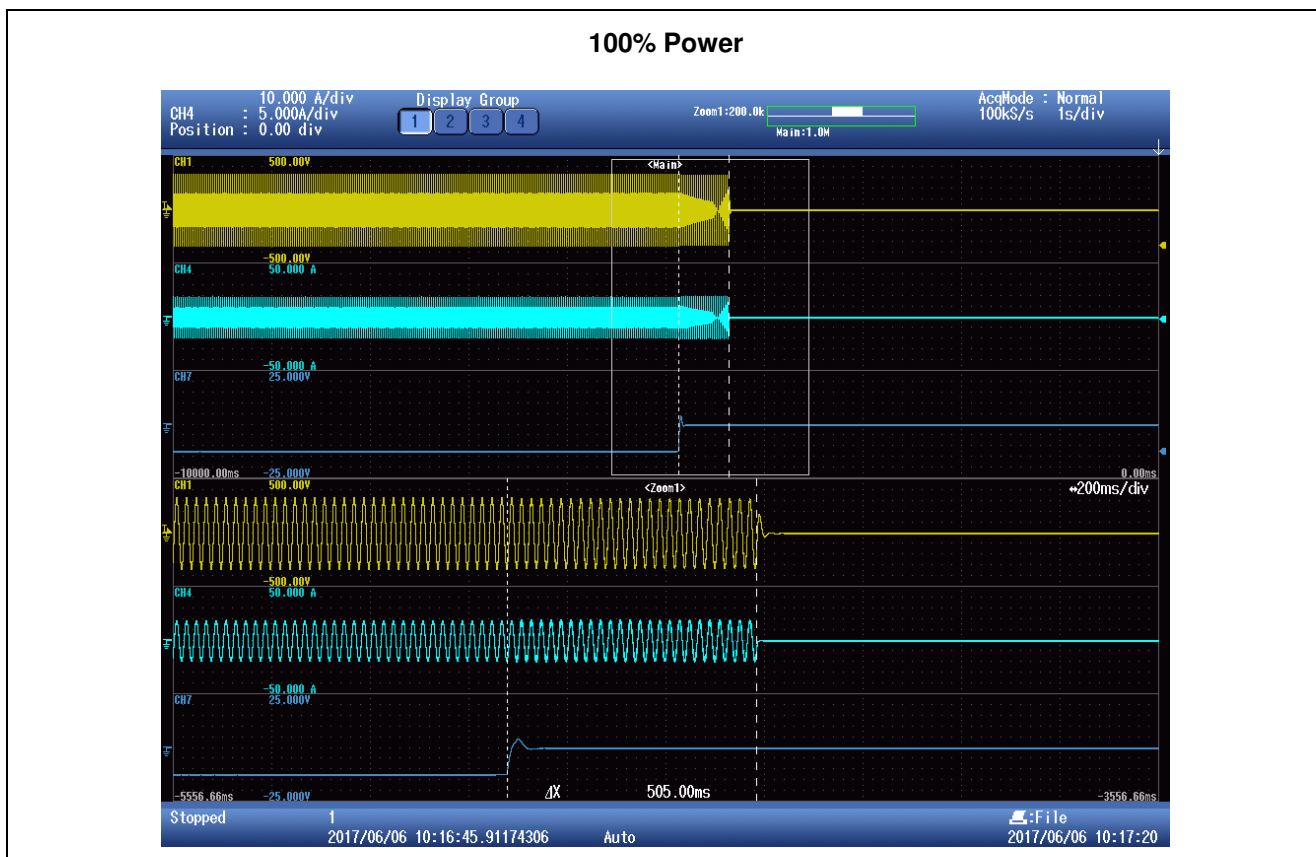 100% Power
10.000 A/div
CH4 : 5.000A/div
Position : 0.00 div
Display Group
1 2 3 4
Zoom1:200.0k
Main:1.0M
AcqMode : Normal
100kS/s 1s/div
CH1 500.00V
<Main>
-500.00V
CH4 50.000 A
-50.000 A
CH7 25.000V
-10000.00ms -25.000V 0.00ms
CH1 500.00V <Zoom1> ⇔200ms/div
-500.00V
CH4 50.000 A
-50.000 A
CH7 25.000V
-5556.66ms -25.000V ΔX 505.00ms -3556.66ms
Stopped 1 :File
2017/06/06 10:16:45.91174306 Auto 2017/06/06 10:17:20